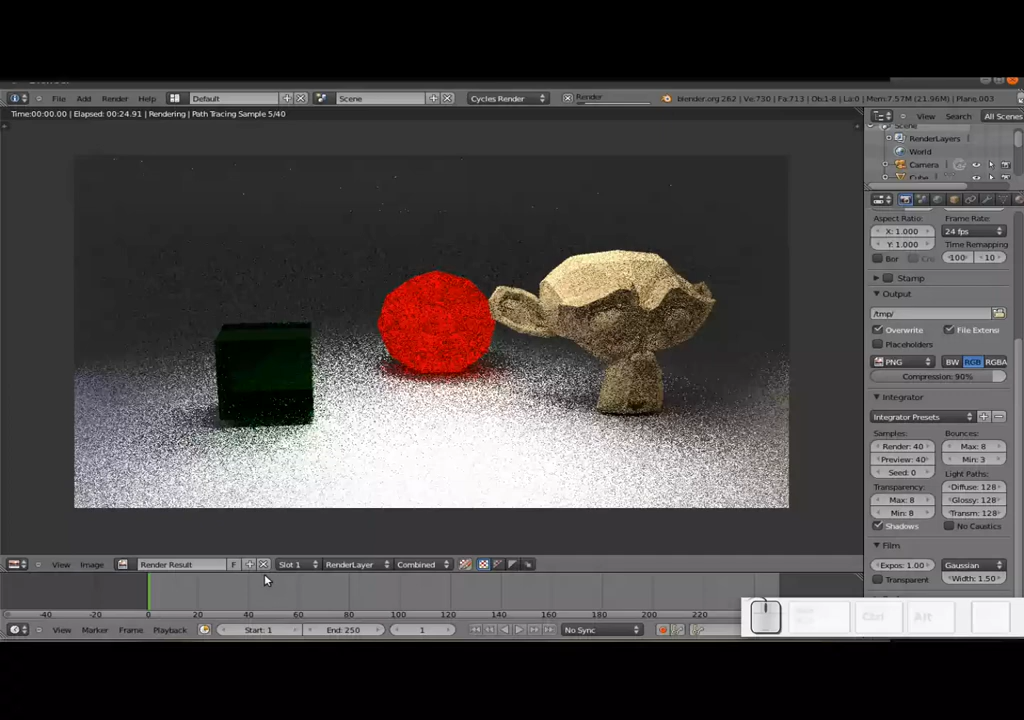 File Add Render Help Default Scene Cycles Render Render blender.org 262 | Ve:730 | Fa:713 | Ob:1-8 | La:0 | Mem:7.57M (21.96M) | Plane.003
Time:00:00.00 | Elapsed: 00:24.91 | Rendering | Path Tracing Sample 5/40
View Search All Scenes
Scene
RenderLayers
World
Camera
Cube
Aspect Ratio: Frame Rate:
X: 1.000 24 fps
Y: 1.000 Time Remapping
Bor Cro -100 10
Stamp
Output
/tmp/
Overwrite File Extens
Placeholders
PNG BW RGB RGBA
Compression: 90%
Integrator
Integrator Presets
Samples: Bounces:
Render: 40 Max: 8
Preview: 40 Min: 3
Seed: 0 Light Paths:
Transparency: Diffuse: 128
Max: 8 Glossy: 128
Min: 8 Transm: 128
Shadows No Caustics
Film
Expos: 1.00 Gaussian
Transparent Width: 1.50
View Image Render Result F Slot 1 RenderLayer Combined
-40 -20 0 20 40 60 80 100 120 140 160 180 200 220
View Marker Frame Playback Start: 1 End: 250 1 No Sync
Ctrl Alt